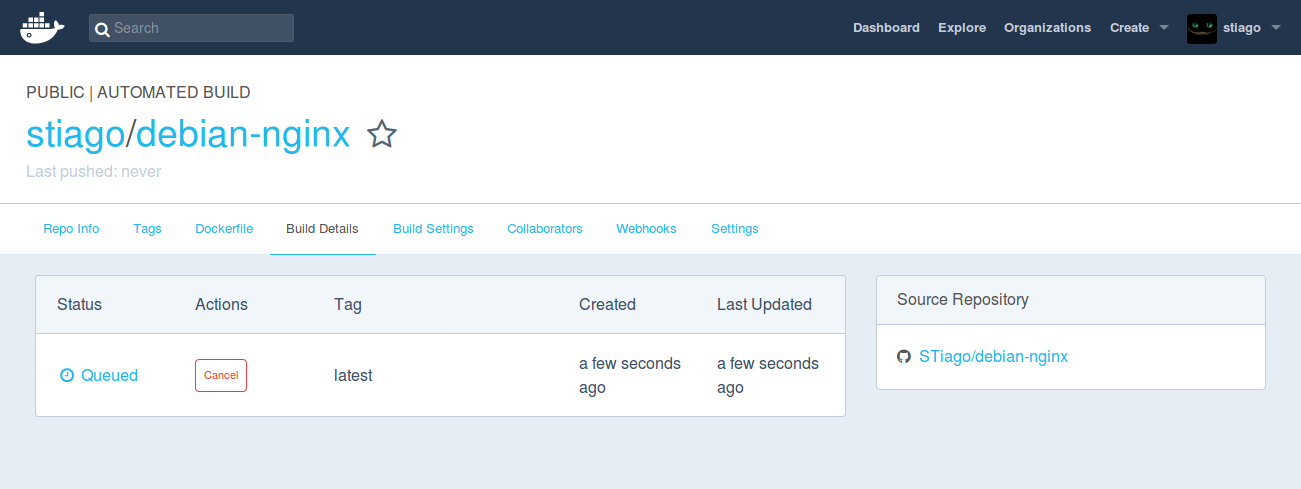 Search
Dashboard Explore Organizations Create stiago
PUBLIC | AUTOMATED BUILD
stiago/debian-nginx
Last pushed: never
Repo Info Tags Dockerfile Build Details Build Settings Collaborators Webhooks Settings
Status Actions Tag Created Last Updated
Queued Cancel latest a few seconds ago a few seconds ago
Source Repository
STiago/debian-nginx